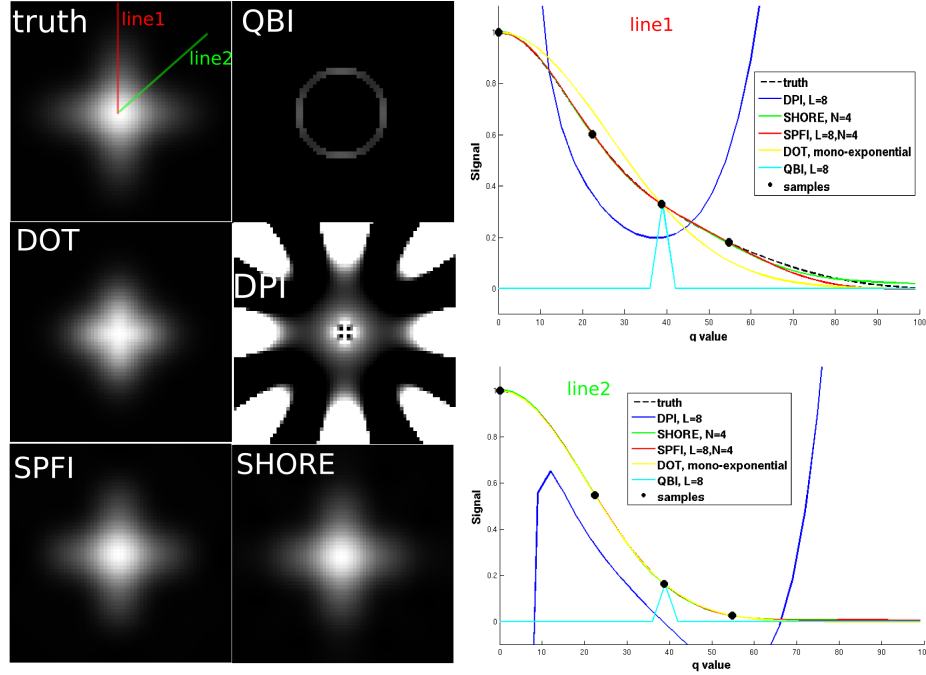 truth
line1
line2
QBI
DOT
DPI
SPFI
SHORE
line1
Signal
1
0.8
0.6
0.4
0.2
0
truth
DPI, L=8
SHORE, N=4
SPFI, L=8,N=4
DOT, mono-exponential
QBI, L=8
samples
0 10 20 30 40 50 60 70 80 90 100
q value
line2
Signal
1
0.8
0.6
0.4
0.2
0
truth
DPI, L=8
SHORE, N=4
SPFI, L=8,N=4
DOT, mono-exponential
QBI, L=8
samples
0 10 20 30 40 50 60 70 80 90 10
q value